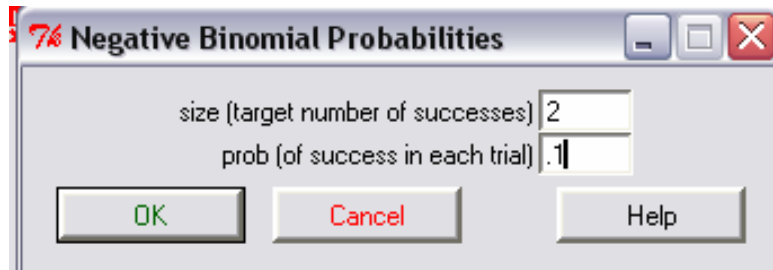 Negative Binomial Probabilities
size (target number of successes) 2
prob (of success in each trial) .1
OK Cancel Help